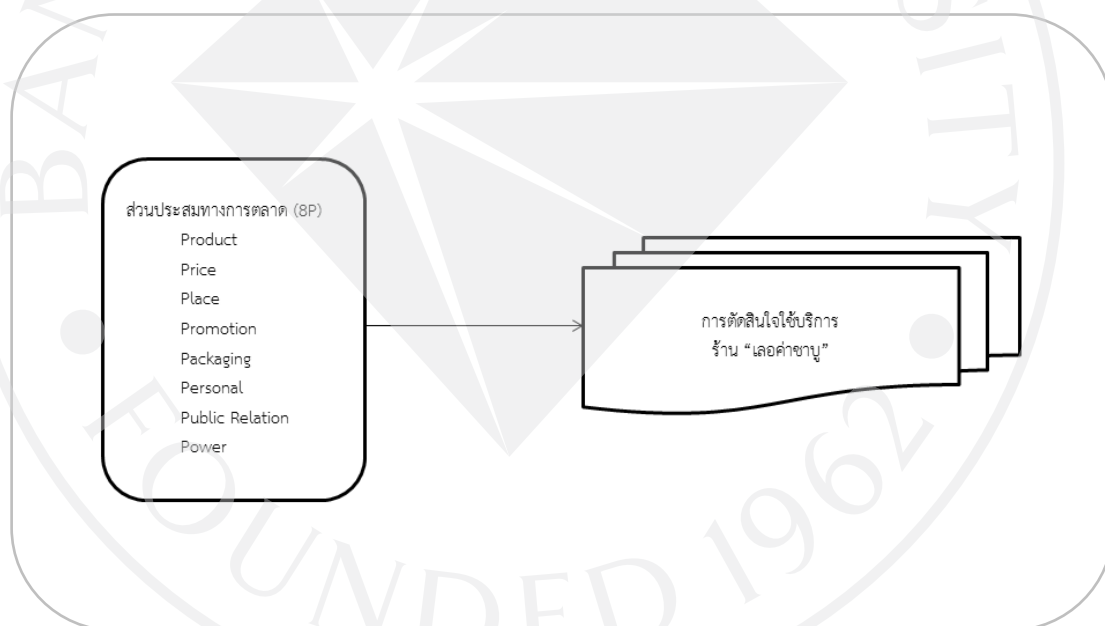 ส่วนประสมทางการตลาด (8P)
Product
Price
Place
Promotion
Packaging
Personal
Public Relation
Power
การตัดสินใจใช้บริการ
ร้าน “เลอค่าชาบู”
FOUNDED 1962